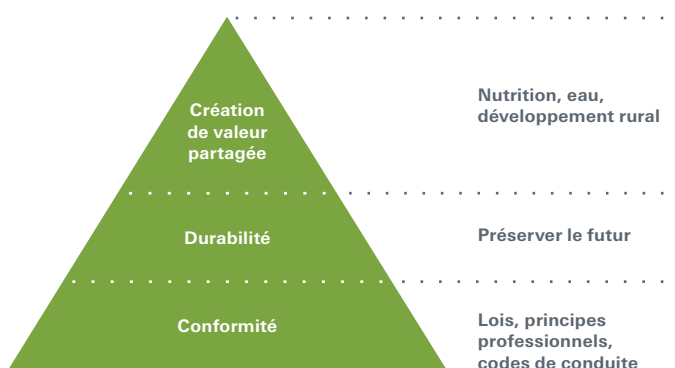 Création
de valeur
partagée
Nutrition, eau,
développement rural
Durabilité
Préserver le futur
Conformité
Lois, principes
professionnels,
codes de conduite